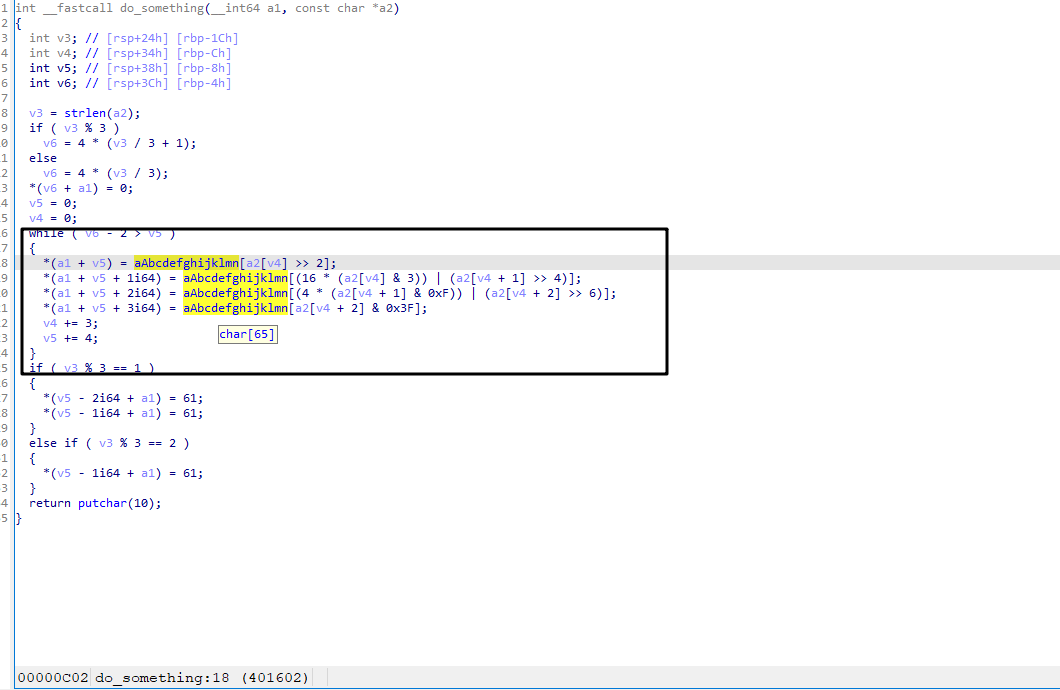 1 int __fastcall do_something(__int64 a1, const char *a2)
2 {
3 int v3; // [rsp+24h] [rbp-1Ch]
4 int v4; // [rsp+34h] [rbp-Ch]
5 int v5; // [rsp+38h] [rbp-8h]
6 int v6; // [rsp+3Ch] [rbp-4h]
7
8 v3 = strlen(a2);
9 if ( v3 % 3 )
0 v6 = 4 * (v3 / 3 + 1);
1 else
2 v6 = 4 * (v3 / 3);
3 *(v6 + a1) = 0;
4 v5 = 0;
5 v4 = 0;
6 while ( v6 - 2 > v5 )
7 {
8 *(a1 + v5) = aAbcdefghijklmn[a2[v4] >> 2];
9 *(a1 + v5 + 1i64) = aAbcdefghijklmn[(16 * (a2[v4] & 3)) | (a2[v4 + 1] >> 4)];
0 *(a1 + v5 + 2i64) = aAbcdefghijklmn[(4 * (a2[v4 + 1] & 0xF)) | (a2[v4 + 2] >> 6)];
1 *(a1 + v5 + 3i64) = aAbcdefghijklmn[a2[v4 + 2] & 0x3F];
2 v4 += 3;
char[65]
3 v5 += 4;
4 }
5 if ( v3 % 3 == 1 )
6 {
7 *(v5 - 2i64 + a1) = 61;
8 *(v5 - 1i64 + a1) = 61;
9 }
0 else if ( v3 % 3 == 2 )
1 {
2 *(v5 - 1i64 + a1) = 61;
3 }
4 return putchar(10);
5 }
00000C02 do_something:18 (401602)